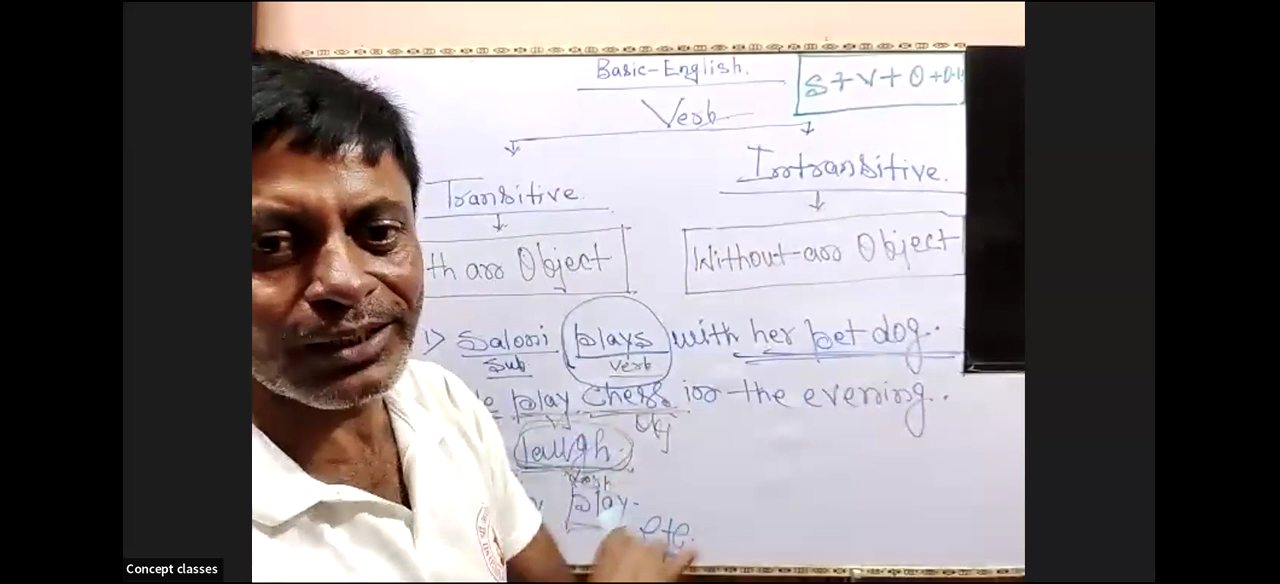 Basic-English.
S+V+O+
Verb
Transitive.
Intransitive.
th an Object
Without-an Object
1) Saloni plays with her pet dog.
Sub Verb
play chess in the evening.
V Obj
laugh.
Verb
play.
etc.
Concept classes